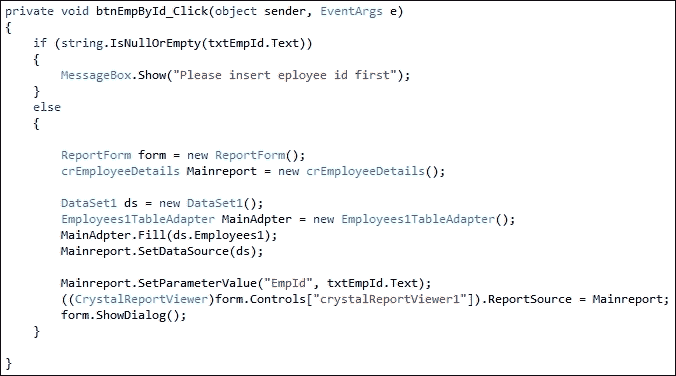 private void btnEmpById_Click(object sender, EventArgs e)
{
if (string.IsNullOrEmpty(txtEmpId.Text))
{
MessageBox.Show("Please insert eployee id first");
}
else
{
ReportForm form = new ReportForm();
crEmployeeDetails Mainreport = new crEmployeeDetails();
DataSet1 ds = new DataSet1();
Employees1TableAdapter MainAdpter = new Employees1TableAdapter();
MainAdpter.Fill(ds.Employees1);
Mainreport.SetDataSource(ds);
Mainreport.SetParameterValue("EmpId", txtEmpId.Text);
((CrystalReportViewer)form.Controls["crystalReportViewer1"]).ReportSource = Mainreport;
form.ShowDialog();
}
}